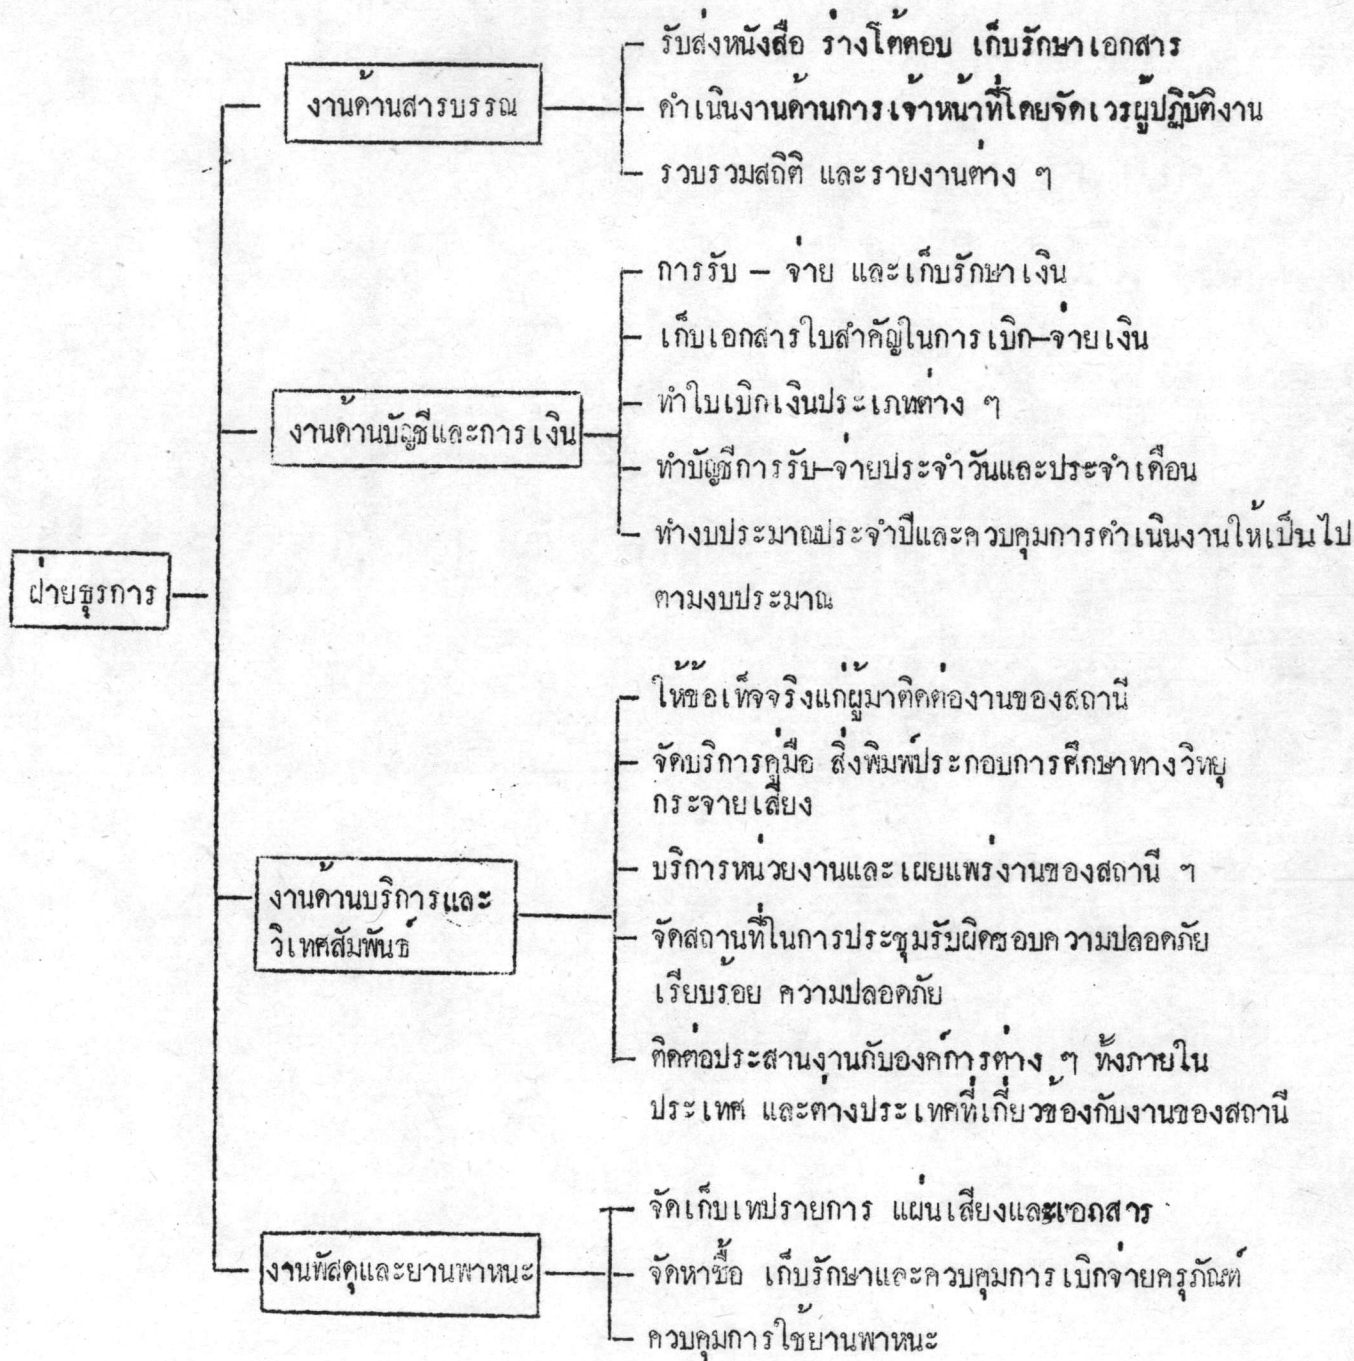 รับส่งหนังสือ ร่างโต้ตอบ เก็บรักษาเอกสาร
งานด้านสารบรรณ
ดำเนินงานด้านการเจ้าหน้าที่โดยจัดเวรผู้ปฏิบัติงาน
รวบรวมสถิติ และรายงานต่าง ๆ
การรับ - จ่าย และเก็บรักษาเงิน
เก็บเอกสารใบสำคัญในการเบิก-จ่ายเงิน
ทำใบเบิกเงินประเภทต่าง ๆ
งานด้านบัญชีและการเงิน
ทำบัญชีการรับ-จ่ายประจำวันและประจำเดือน
ทำงบประมาณประจำปีและควบคุมการดำเนินงานให้เป็นไป
ตามงบประมาณ
ฝ่ายธุรการ
ให้ข้อเท็จจริงแก่ผู้มาติดต่องานของสถานี
จัดบริการคู่มือ สิ่งพิมพ์ประกอบการศึกษาทางวิทยุ
กระจายเสียง
บริการหน่วยงานและเผยแพร่งานของสถานี ๆ
งานด้านบริการและ
วิเทศสัมพันธ์
จัดสถานที่ในการประชุมรับผิดชอบความปลอดภัย
เรียบร้อย ความปลอดภัย
ติดต่อประสานงานกับองค์การต่าง ๆ ทั้งภายใน
ประเทศ และต่างประเทศที่เกี่ยวข้องกับงานของสถานี
จัดเก็บเทปรายการ แผ่นเสียงและเอกสาร
งานพัสดุและยานพาหนะ
จัดหาซื้อ เก็บรักษาและควบคุมการเบิกจ่ายครุภัณฑ์
ควบคุมการใช้ยานพาหนะ